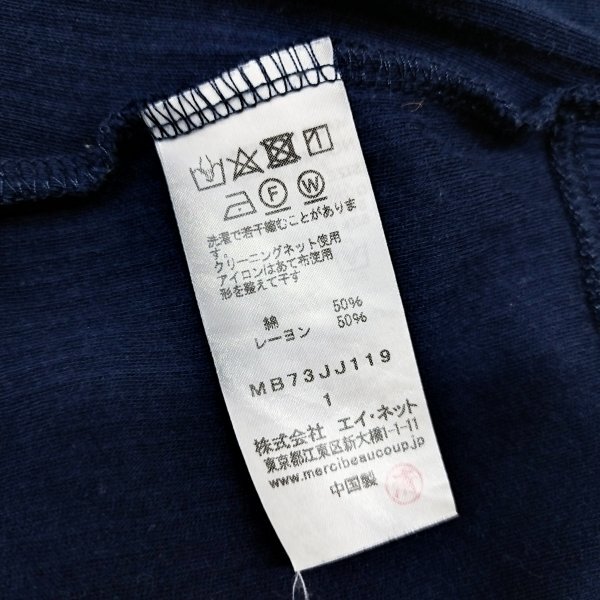 洗濯で若干縮むことがありま
す。
クリーニングネット使用
アイロンはあて布使用
形を整えて干す
綿 50%
レーヨン 50%
MB73JJ119
1
株式会社 エイ・ネット
東京都江東区新大橋1-1-11
www.mercibeaucoup.jp
中国製
F
W